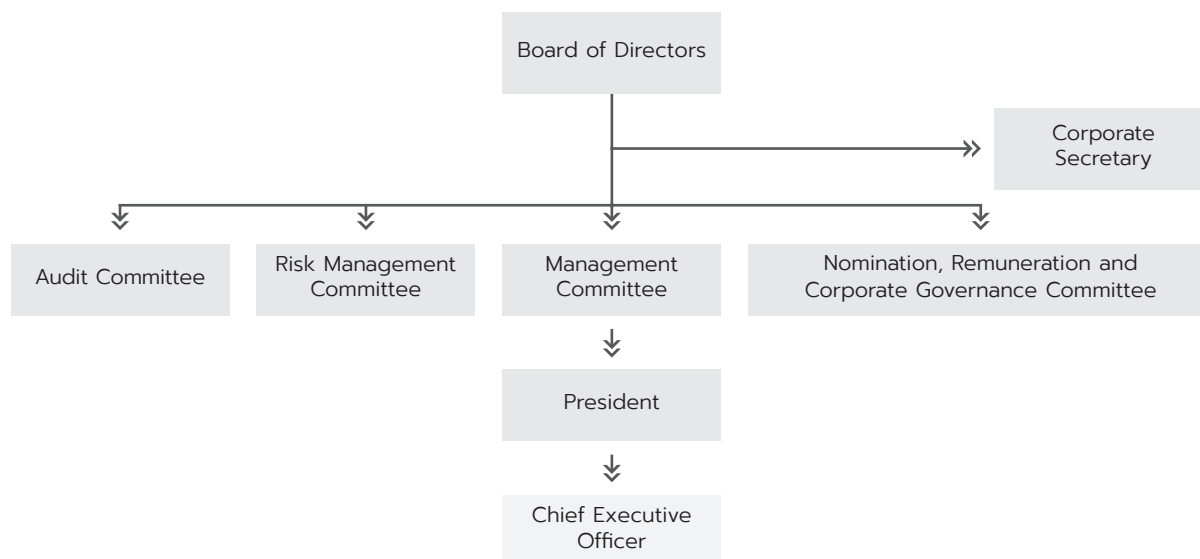 Board of Directors
Corporate
Secretary
Audit Committee
Risk Management
Committee
Management
Committee
Nomination, Remuneration and
Corporate Governance Committee
President
Chief Executive
Officer